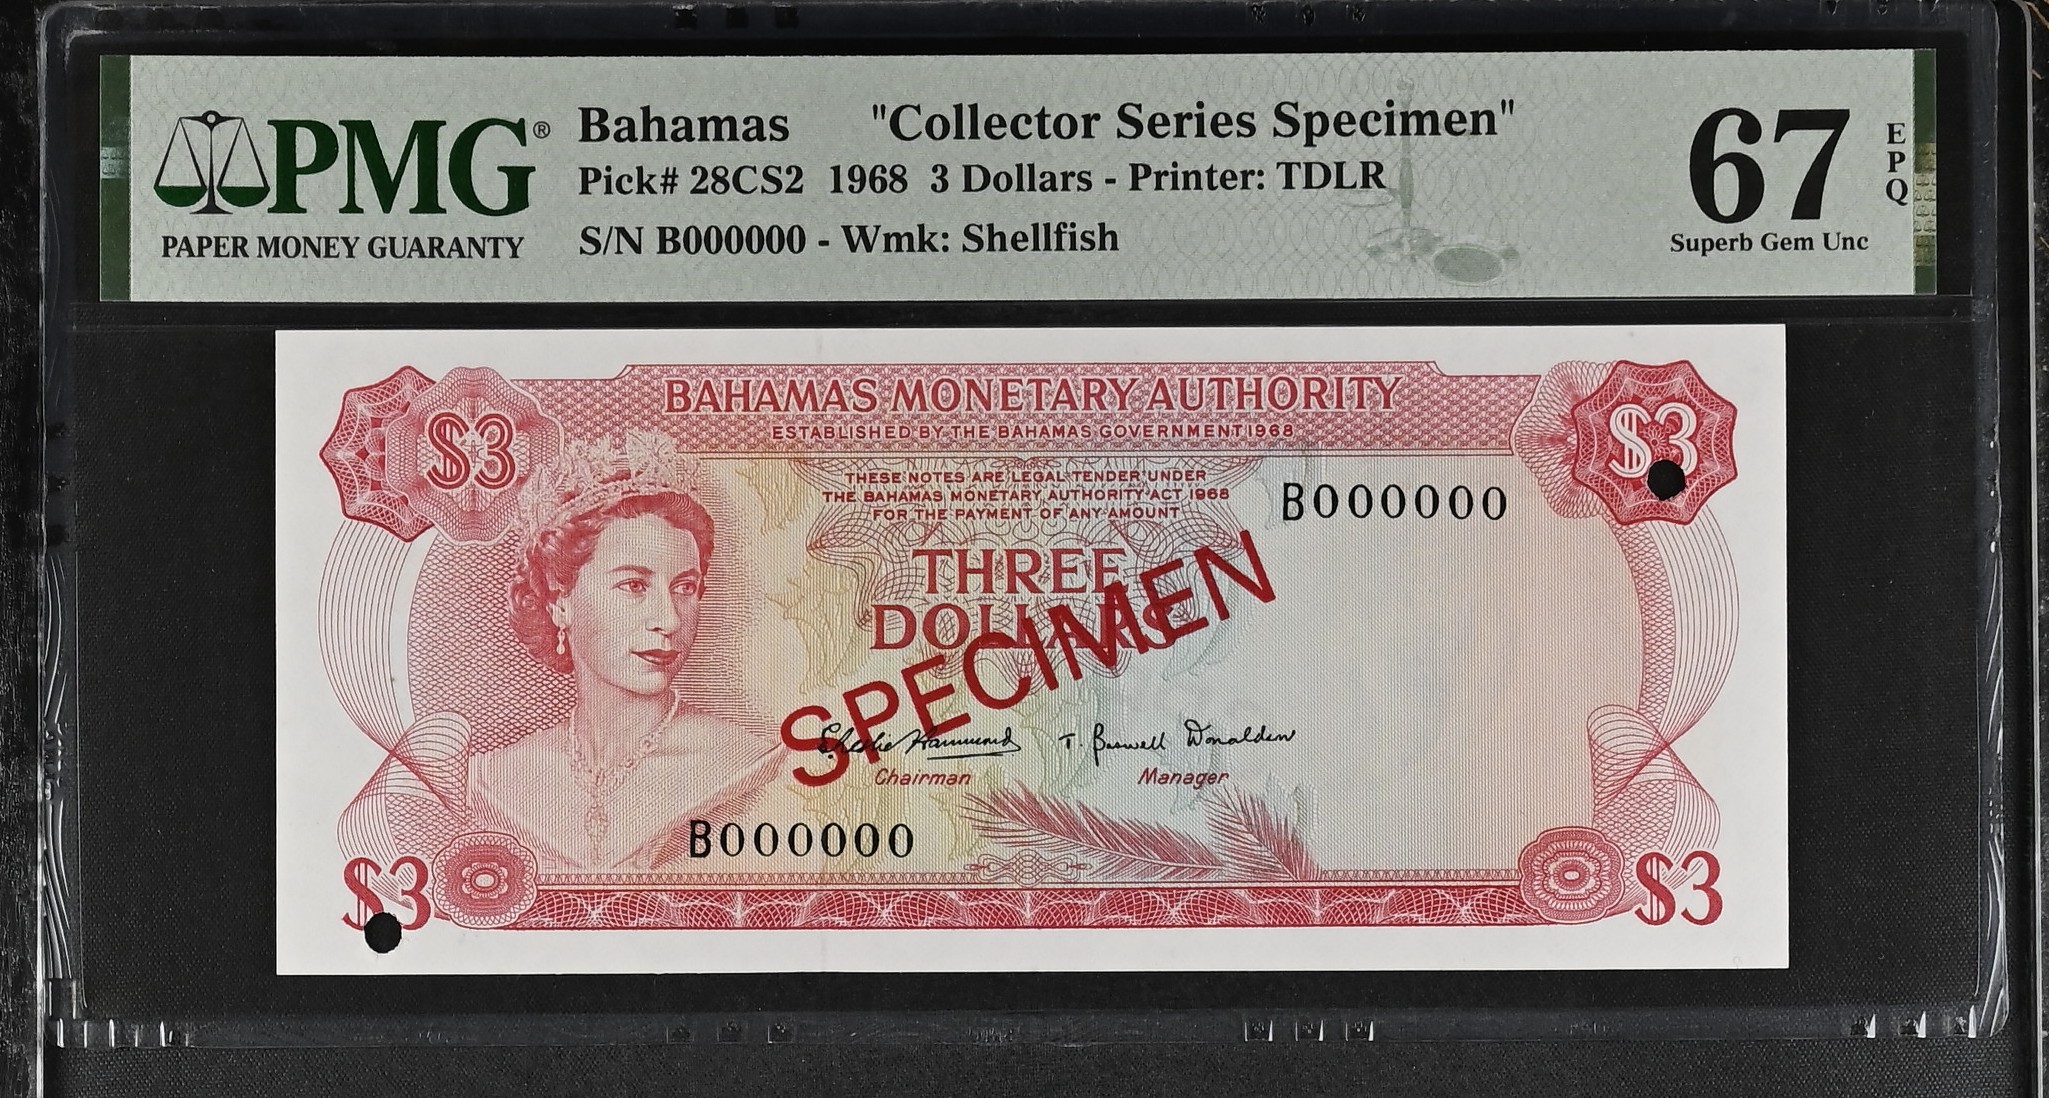 PMG®
PAPER MONEY GUARANTY
Bahamas "Collector Series Specimen"
Pick# 28CS2 1968 3 Dollars - Printer: TDLR
S/N B000000 - Wmk: Shellfish
67
EPQ
Superb Gem Unc
BAHAMAS MONETARY AUTHORITY
ESTABLISHED BY THE BAHAMAS GOVERNMENT 1968
$3
$3
THESE NOTES ARE LEGAL TENDER UNDER
THE BAHAMAS MONETARY AUTHORITY ACT 1968
FOR THE PAYMENT OF ANY AMOUNT
B000000
THREE
DOLLARS
SPECIMEN
T. Baswell Donaldson
Chairman
Manager
B000000
$3
$3